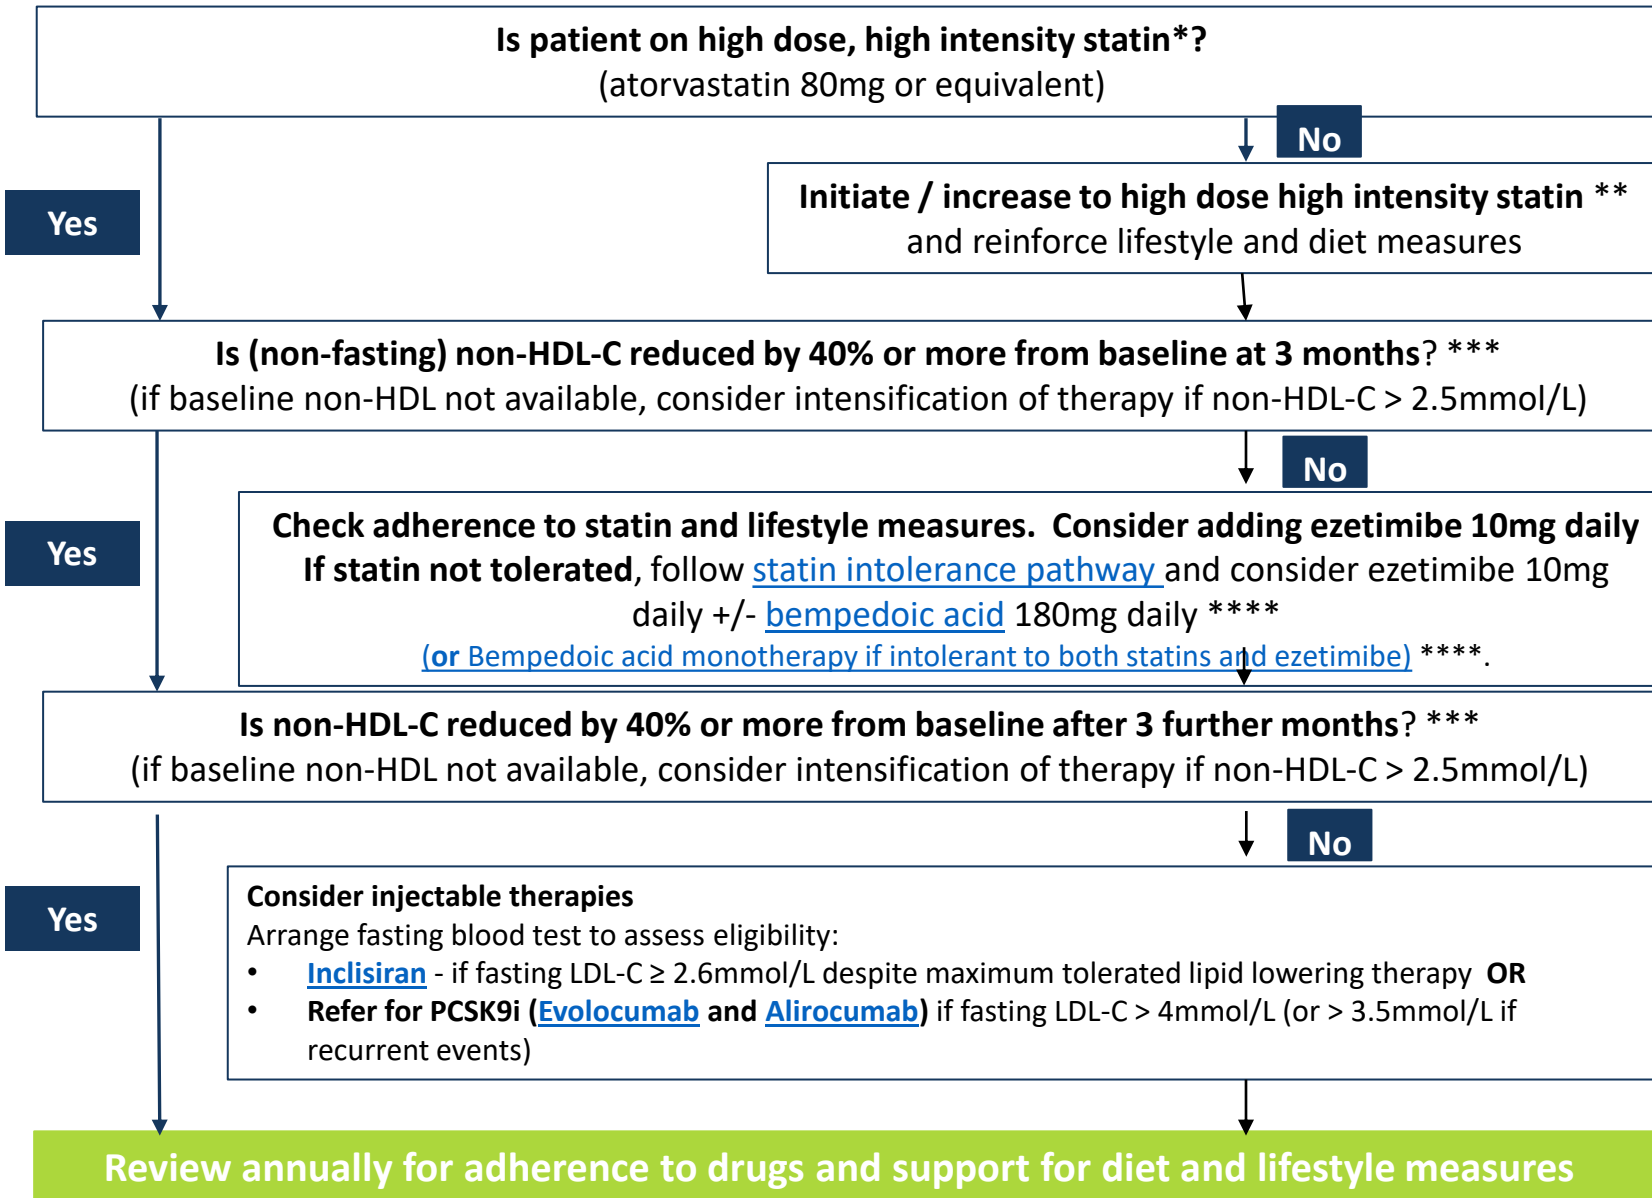 Is patient on high dose, high intensity statin*?
(atorvastatin 80mg or equivalent)
No
Initiate / increase to high dose high intensity statin **
and reinforce lifestyle and diet measures
Yes
Is (non-fasting) non-HDL-C reduced by 40% or more from baseline at 3 months? ***
(if baseline non-HDL not available, consider intensification of therapy if non-HDL-C > 2.5mmol/L)
No
Yes
Check adherence to statin and lifestyle measures. Consider adding ezetimibe 10mg daily
If statin not tolerated, follow statin intolerance pathway and consider ezetimibe 10mg
daily +/- bempedoic acid 180mg daily ****
(or Bempedoic acid monotherapy if intolerant to both statins and ezetimibe) ****.
Is non-HDL-C reduced by 40% or more from baseline after 3 further months? ***
(if baseline non-HDL not available, consider intensification of therapy if non-HDL-C > 2.5mmol/L)
No
Yes
Consider injectable therapies
Arrange fasting blood test to assess eligibility:
• Inclisiran - if fasting LDL-C ≥ 2.6mmol/L despite maximum tolerated lipid lowering therapy OR
• Refer for PCSK9i (Evolocumab and Alirocumab) if fasting LDL-C > 4mmol/L (or > 3.5mmol/L if
recurrent events)
Review annually for adherence to drugs and support for diet and lifestyle measures